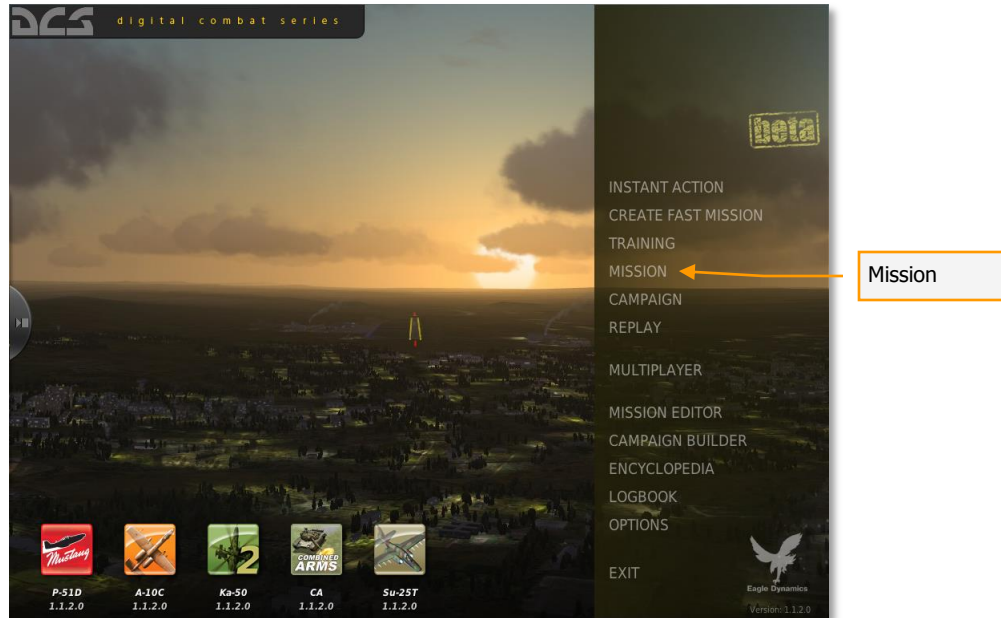 DCS digital combat series
beta
INSTANT ACTION
CREATE FAST MISSION
TRAINING
MISSION
CAMPAIGN
REPLAY
MULTIPLAYER
MISSION EDITOR
CAMPAIGN BUILDER
ENCYCLOPEDIA
LOGBOOK
OPTIONS
EXIT
Mission
Mustang
2
COMBINED
ARMS
P-51D
1.1.2.0
A-10C
1.1.2.0
Ka-50
1.1.2.0
CA
1.1.2.0
Su-25T
1.1.2.0
Eagle Dynamics
Version: 1.1.2.0